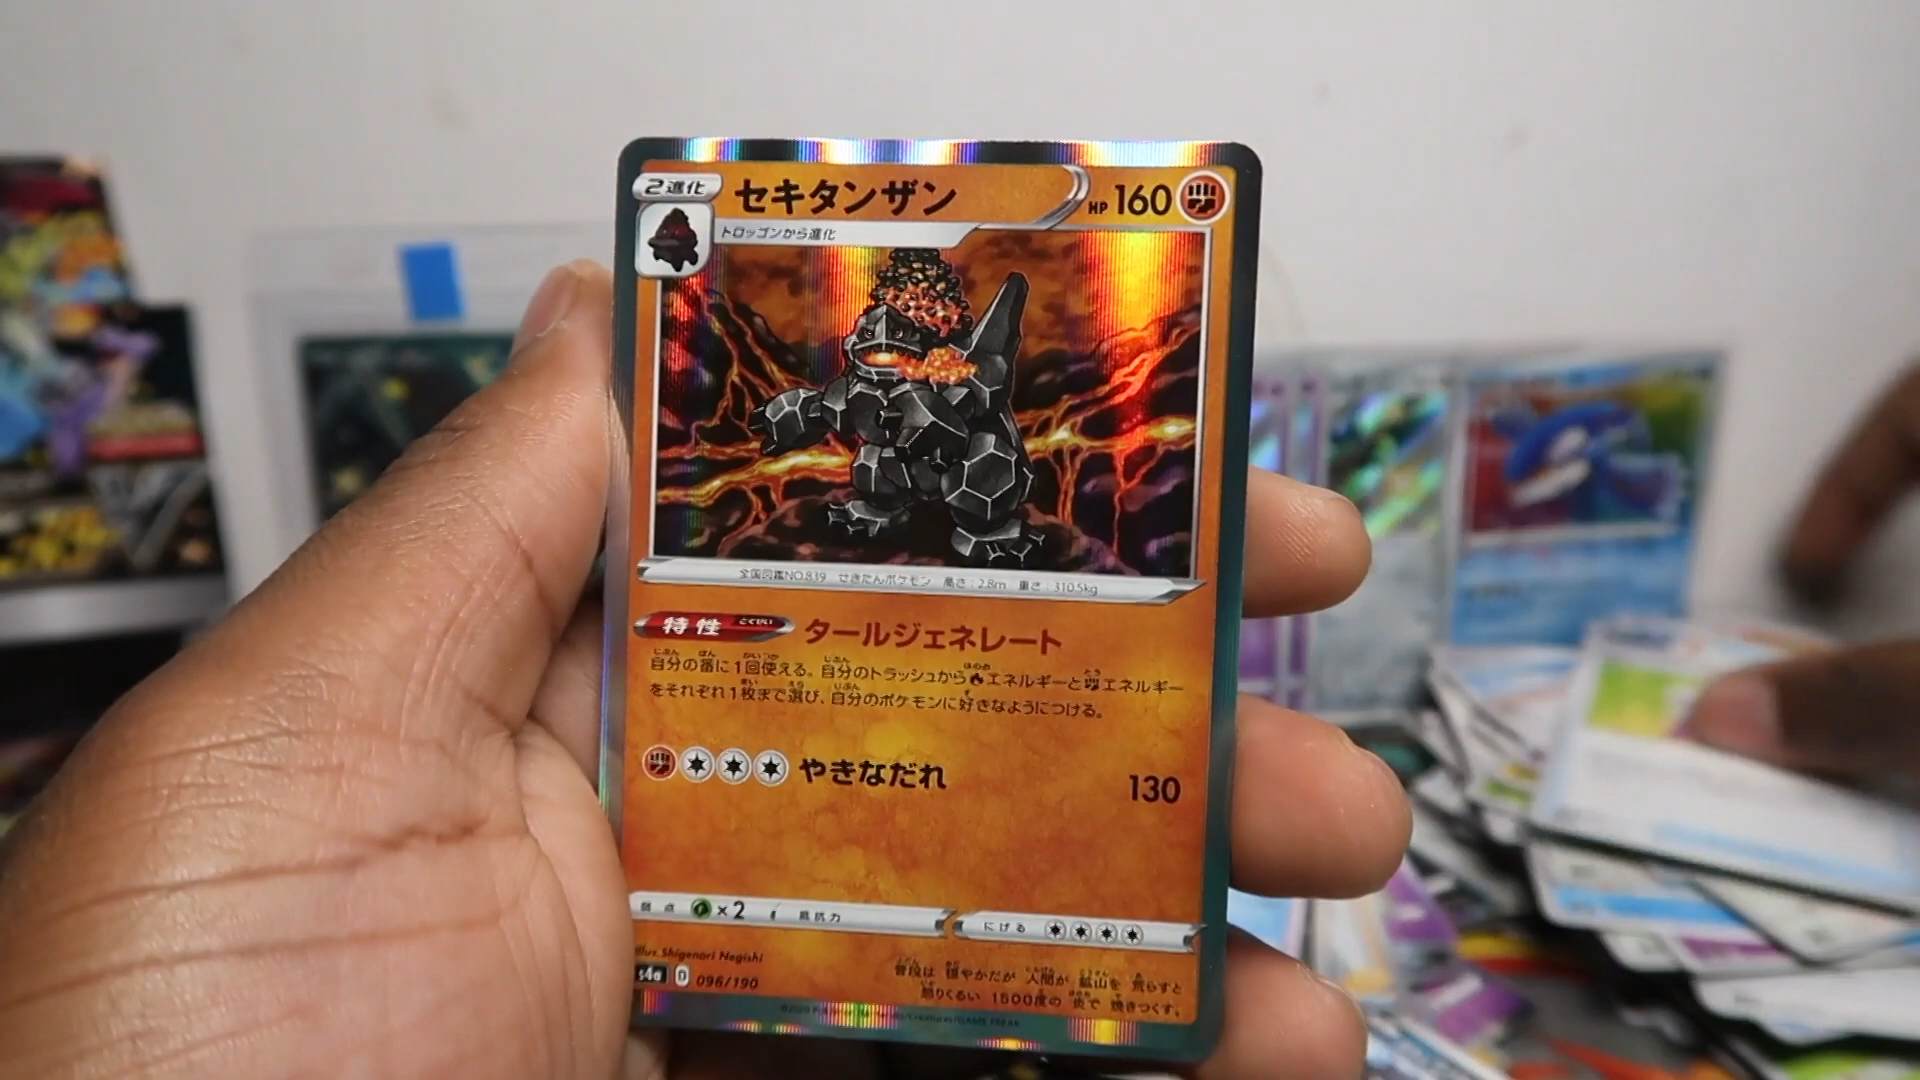 2進化
セキタンザン
HP 160
トロッゴンから進化
全国図鑑NO.839 せきたんポケモン 高さ:2.8m 重さ:310.5kg
特性 とくせい
タールジェネレート
自分の番に1回使える。自分のトラッシュからエネルギーとエネルギー
をそれぞれ1枚まで選び、自分のポケモンに好きなようにつける。
やきなだれ 130
弱点 ×2 抵抗力 にげる
Illus. Shigenori Negishi
s4a D 096/190
普段は 穏やかだが 人間が 鉱山を 荒らすと
怒りくるい 1500度の 炎で 焼きつくす。